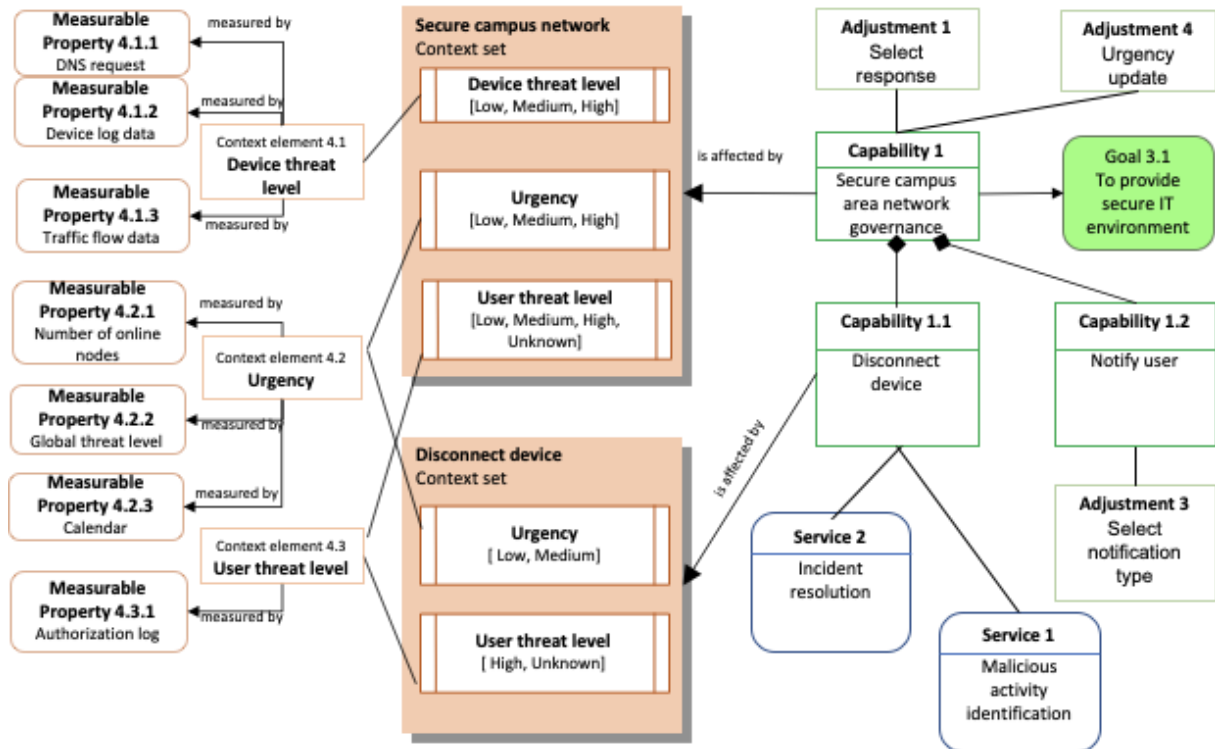 Measurable
Property 4.1.1
DNS request
measured by
Measurable
Property 4.1.2
Device log data
measured by
Context element 4.1
Device threat
level
Measurable
Property 4.1.3
Traffic flow data
measured by
Measurable
Property 4.2.1
Number of online
nodes
measured by
Context element 4.2
Urgency
Measurable
Property 4.2.2
Global threat level
measured by
Measurable
Property 4.2.3
Calendar
measured by
Context element 4.3
User threat level
Measurable
Property 4.3.1
Authorization log
measured by
Secure campus network
Context set
Device threat level
[Low, Medium, High]
Urgency
[Low, Medium, High]
User threat level
[Low, Medium, High,
Unknown]
Disconnect device
Context set
Urgency
[ Low, Medium]
User threat level
[ High, Unknown]
is affected by
is affected by
Adjustment 1
Select
response
Adjustment 4
Urgency
update
Capability 1
Secure campus
area network
governance
Goal 3.1
To provide
secure IT
environment
Capability 1.1
Disconnect
device
Capability 1.2
Notify user
Service 2
Incident
resolution
Adjustment 3
Select
notification
type
Service 1
Malicious
activity
identification